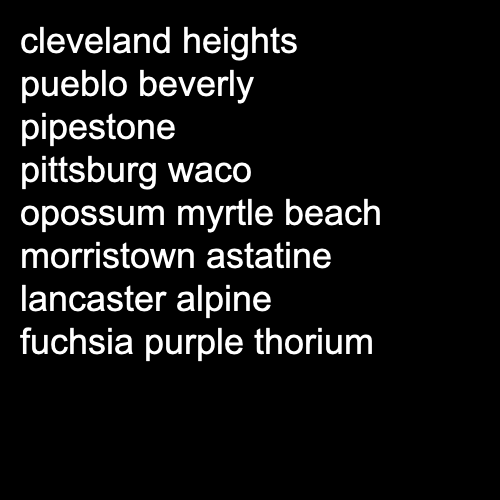 cleveland heights
pueblo beverly
pipestone
pittsburg waco
opossum myrtle beach
morristown astatine
lancaster alpine
fuchsia purple thorium